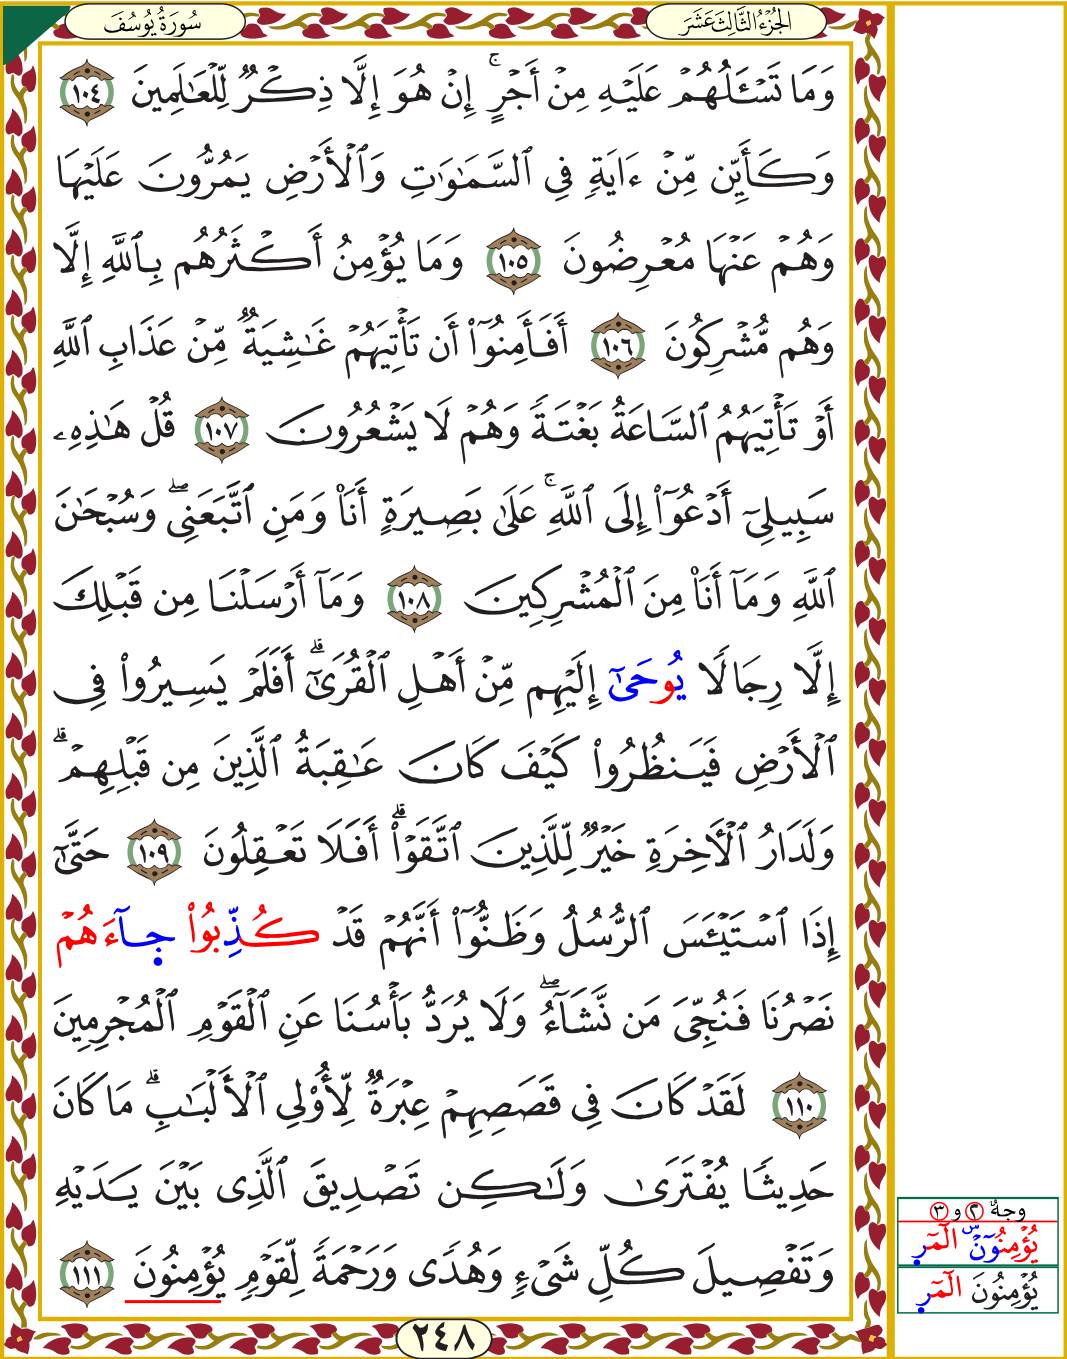 سُورَةُ يُوسُفَ
الجُزْءُ الثَّالِثَ عَشَرَ
وَمَا تَسْـَٔلُهُمْ عَلَيْهِ مِنْ أَجْرٍ ۚ إِنْ هُوَ إِلَّا ذِكْرٌ لِّلْعَـٰلَمِينَ ١٠٤
وَكَأَيِّن مِّنْ ءَايَةٍ فِى ٱلسَّمَـٰوَٰتِ وَٱلْأَرْضِ يَمُرُّونَ عَلَيْهَا
وَهُمْ عَنْهَا مُعْرِضُونَ ١٠٥ وَمَا يُؤْمِنُ أَكْثَرُهُم بِٱللَّهِ إِلَّا
وَهُم مُّشْرِكُونَ ١٠٦ أَفَأَمِنُوٓا۟ أَن تَأْتِيَهُمْ غَـٰشِيَةٌ مِّنْ عَذَابِ ٱللَّهِ
أَوْ تَأْتِيَهُمُ ٱلسَّاعَةُ بَغْتَةً وَهُمْ لَا يَشْعُرُونَ ١٠٧ قُلْ هَـٰذِهِۦ
سَبِيلِىٓ أَدْعُوٓا۟ إِلَى ٱللَّهِ ۚ عَلَىٰ بَصِيرَةٍ أَنَا۠ وَمَنِ ٱتَّبَعَنِى ۖ وَسُبْحَـٰنَ
ٱللَّهِ وَمَآ أَنَا۠ مِنَ ٱلْمُشْرِكِينَ ١٠٨ وَمَآ أَرْسَلْنَا مِن قَبْلِكَ
إِلَّا رِجَالًا يُوحَىٰٓ إِلَيْهِم مِّنْ أَهْلِ ٱلْقُرَىٰٓ ۗ أَفَلَمْ يَسِيرُوا۟ فِى
ٱلْأَرْضِ فَيَنظُرُوا۟ كَيْفَ كَانَ عَـٰقِبَةُ ٱلَّذِينَ مِن قَبْلِهِمْ ۗ
وَلَدَارُ ٱلْـَٔاخِرَةِ خَيْرٌ لِّلَّذِينَ ٱتَّقَوْا۟ ۗ أَفَلَا تَعْقِلُونَ ١٠٩ حَتَّىٰٓ
إِذَا ٱسْتَيْـَٔسَ ٱلرُّسُلُ وَظَنُّوٓا۟ أَنَّهُمْ قَدْ كُذِّبُوا۟ جَآءَهُمْ
نَصْرُنَا فَنُجِّىَ مَن نَّشَآءُ ۖ وَلَا يُرَدُّ بَأْسُنَا عَنِ ٱلْقَوْمِ ٱلْمُجْرِمِينَ
١١٠ لَقَدْ كَانَ فِى قَصَصِهِمْ عِبْرَةٌ لِّأُو۟لِى ٱلْأَلْبَـٰبِ ۗ مَا كَانَ
حَدِيثًا يُفْتَرَىٰ وَلَـٰكِن تَصْدِيقَ ٱلَّذِى بَيْنَ يَدَيْهِ
وَتَفْصِيلَ كُلِّ شَىْءٍ وَهُدًى وَرَحْمَةً لِّقَوْمٍ يُؤْمِنُونَ ١١١
٢٤٨
وجهُ ٢ و ٣
يُؤْمِنُونَ س الٓمٓر
يُؤْمِنُونَ الٓمٓر